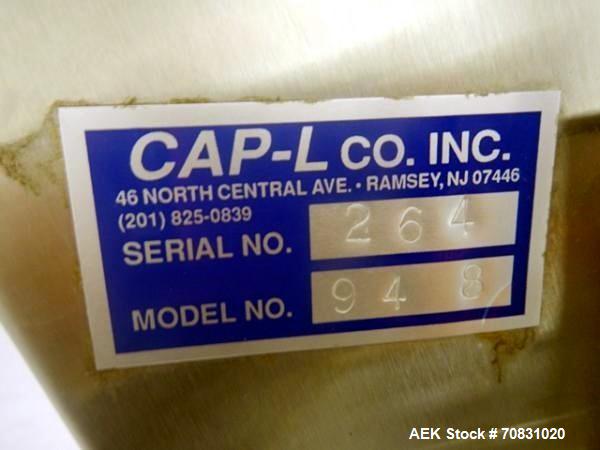 CAP-L CO. INC.
46 NORTH CENTRAL AVE. • RAMSEY, NJ 07446
(201) 825-0839
SERIAL NO. 264
MODEL NO. 948
AEK Stock #70831020